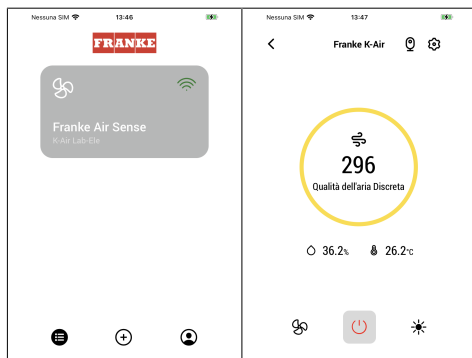 Nessuna SIM 13:46
FRANKE
Franke Air Sense
K-Air Lab-Ele
Nessuna SIM 13:47
Franke K-Air
296
Qualità dell'aria Discreta
36.2% 26.2°C